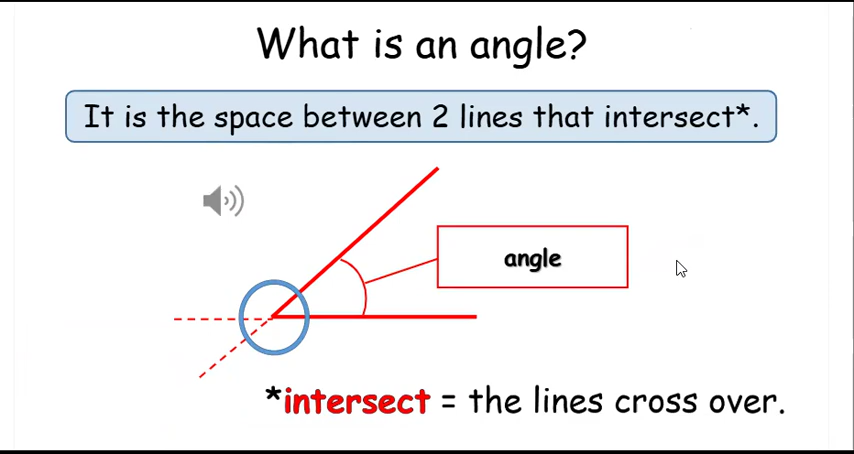 What is an angle?
It is the space between 2 lines that intersect*.
angle
*intersect = the lines cross over.